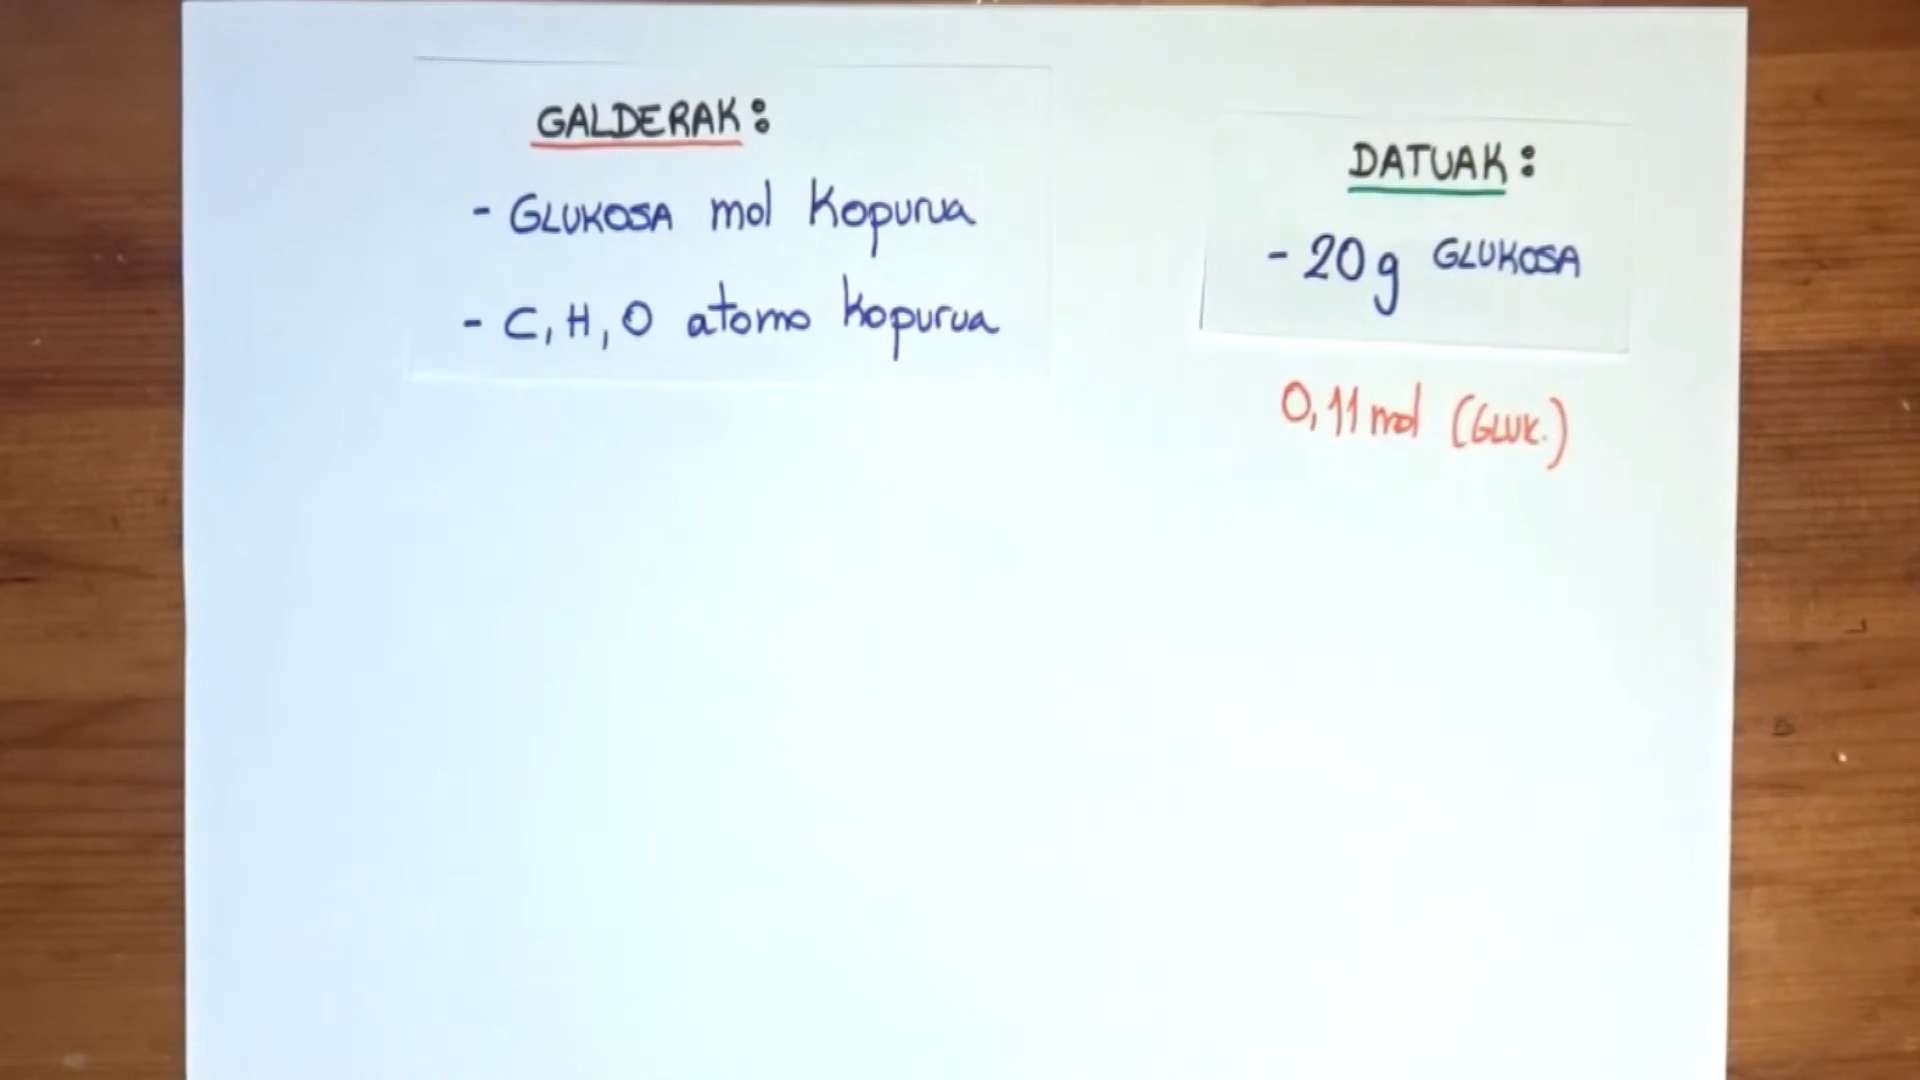 GALDERAK:
- GLUKOSA mol kopurua
- C, H, O atomo kopurua
DATUAK:
- 20 g GLUKOSA
0,11 mol (GLUK.)